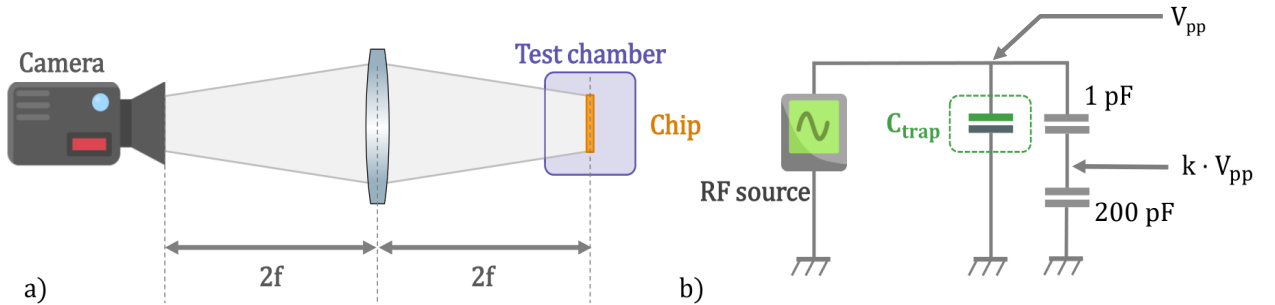 Camera
Test chamber
Chip
2f
2f
a)
V_pp
1 pF
C_trap
k · V_pp
RF source
200 pF
b)